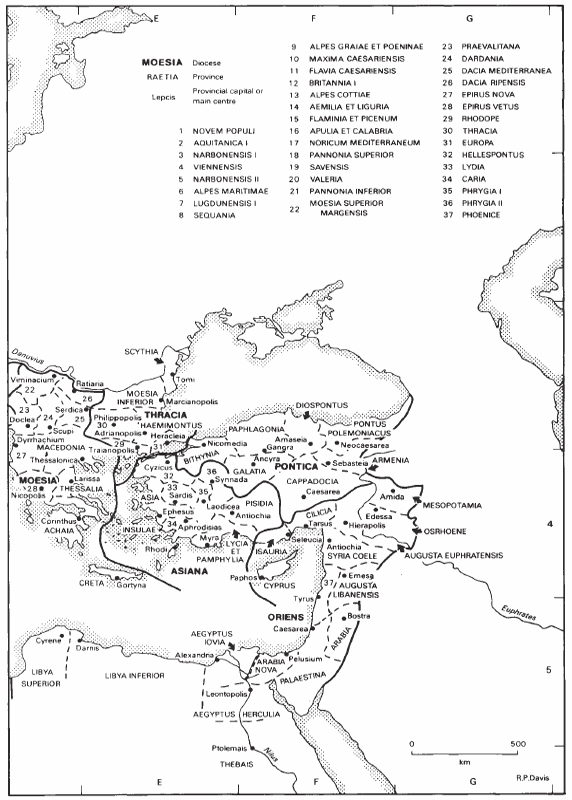 E F G
MOESIA Diocese
RAETIA Province
Lepcis Provincial capital or
main centre
1 NOVEM POPULI
2 AQUITANICA I
3 NARBONENSIS I
4 VIENNENSIS
5 NARBONENSIS II
6 ALPES MARITIMAE
7 LUGDUNENSIS I
8 SEQUANIA
9 ALPES GRAIAE ET POENINAE
10 MAXIMA CAESARIENSIS
11 FLAVIA CAESARIENSIS
12 BRITANNIA I
13 ALPES COTTIAE
14 AEMILIA ET LIGURIA
15 FLAMINIA ET PICENUM
16 APULIA ET CALABRIA
17 NORICUM MEDITERRANEUM
18 PANNONIA SUPERIOR
19 SAVENSIS
20 VALERIA
21 PANNONIA INFERIOR
22 MOESIA SUPERIOR
MARGENSIS
23 PRAEVALITANA
24 DARDANIA
25 DACIA MEDITERRANEA
26 DACIA RIPENSIS
27 EPIRUS NOVA
28 EPIRUS VETUS
29 RHODOPE
30 THRACIA
31 EUROPA
32 HELLESPONTUS
33 LYDIA
34 CARIA
35 PHRYGIA I
36 PHRYGIA II
37 PHOENICE
Danuvius
SCYTHIA
Viminacium
22
Ratiaria
Tomi
26
MOESIA
INFERIOR
Marcianopolis
DIOSPONTUS
23
Serdica
THRACIA
Doclea
24
25
Philippopolis
30
HAEMIMONTUS
PAPHLAGONIA
PONTUS
POLEMONIACUS
Scupi
Adrianopolis
Heraclea
Amaseia
Dyrrhachium
29
31
Nicomedia
Gangra
Neocaesarea
MACEDONIA
Traianopolis
BITHYNIA
27
Thessalonica
Cyzicus
Ancyra
Sebasteia
ARMENIA
32
36
GALATIA
PONTICA
MOESIA
Larissa
Synnada
28
THESSALIA
ASIA
33
CAPPADOCIA
Amida
Nicopolis
Sardis
35
PISIDIA
Caesarea
MESOPOTAMIA
Ephesus
Laodicea
Edessa
Corinthus
34
Antiochia
CILICIA
4
ACHAIA
INSULAE
Aphrodisias
Tarsus
Hierapolis
OSRHOENE
Myra
Seleucia
Rhodi
LYCIA
ET
PAMPHYLIA
ISAURIA
Antiochia
SYRIA COELE
AUGUSTA EUPHRATENSIS
ASIANA
Paphos
CYPRUS
37
Emesa
CRETA
Gortyna
AUGUSTA
LIBANENSIS
Tyrus
Euphrates
ORIENS
Bostra
Caesarea
AEGYPTUS
IOVIA
ARABIA
Cyrene
Darnis
Alexandria
ARABIA
NOVA
Pelusium
5
LIBYA
SUPERIOR
LIBYA INFERIOR
PALAESTINA
Leontopolis
AEGYPTUS HERCULIA
Ptolemais
Nilus
0 500
km
THEBAIS
E F G
R.P.Davis